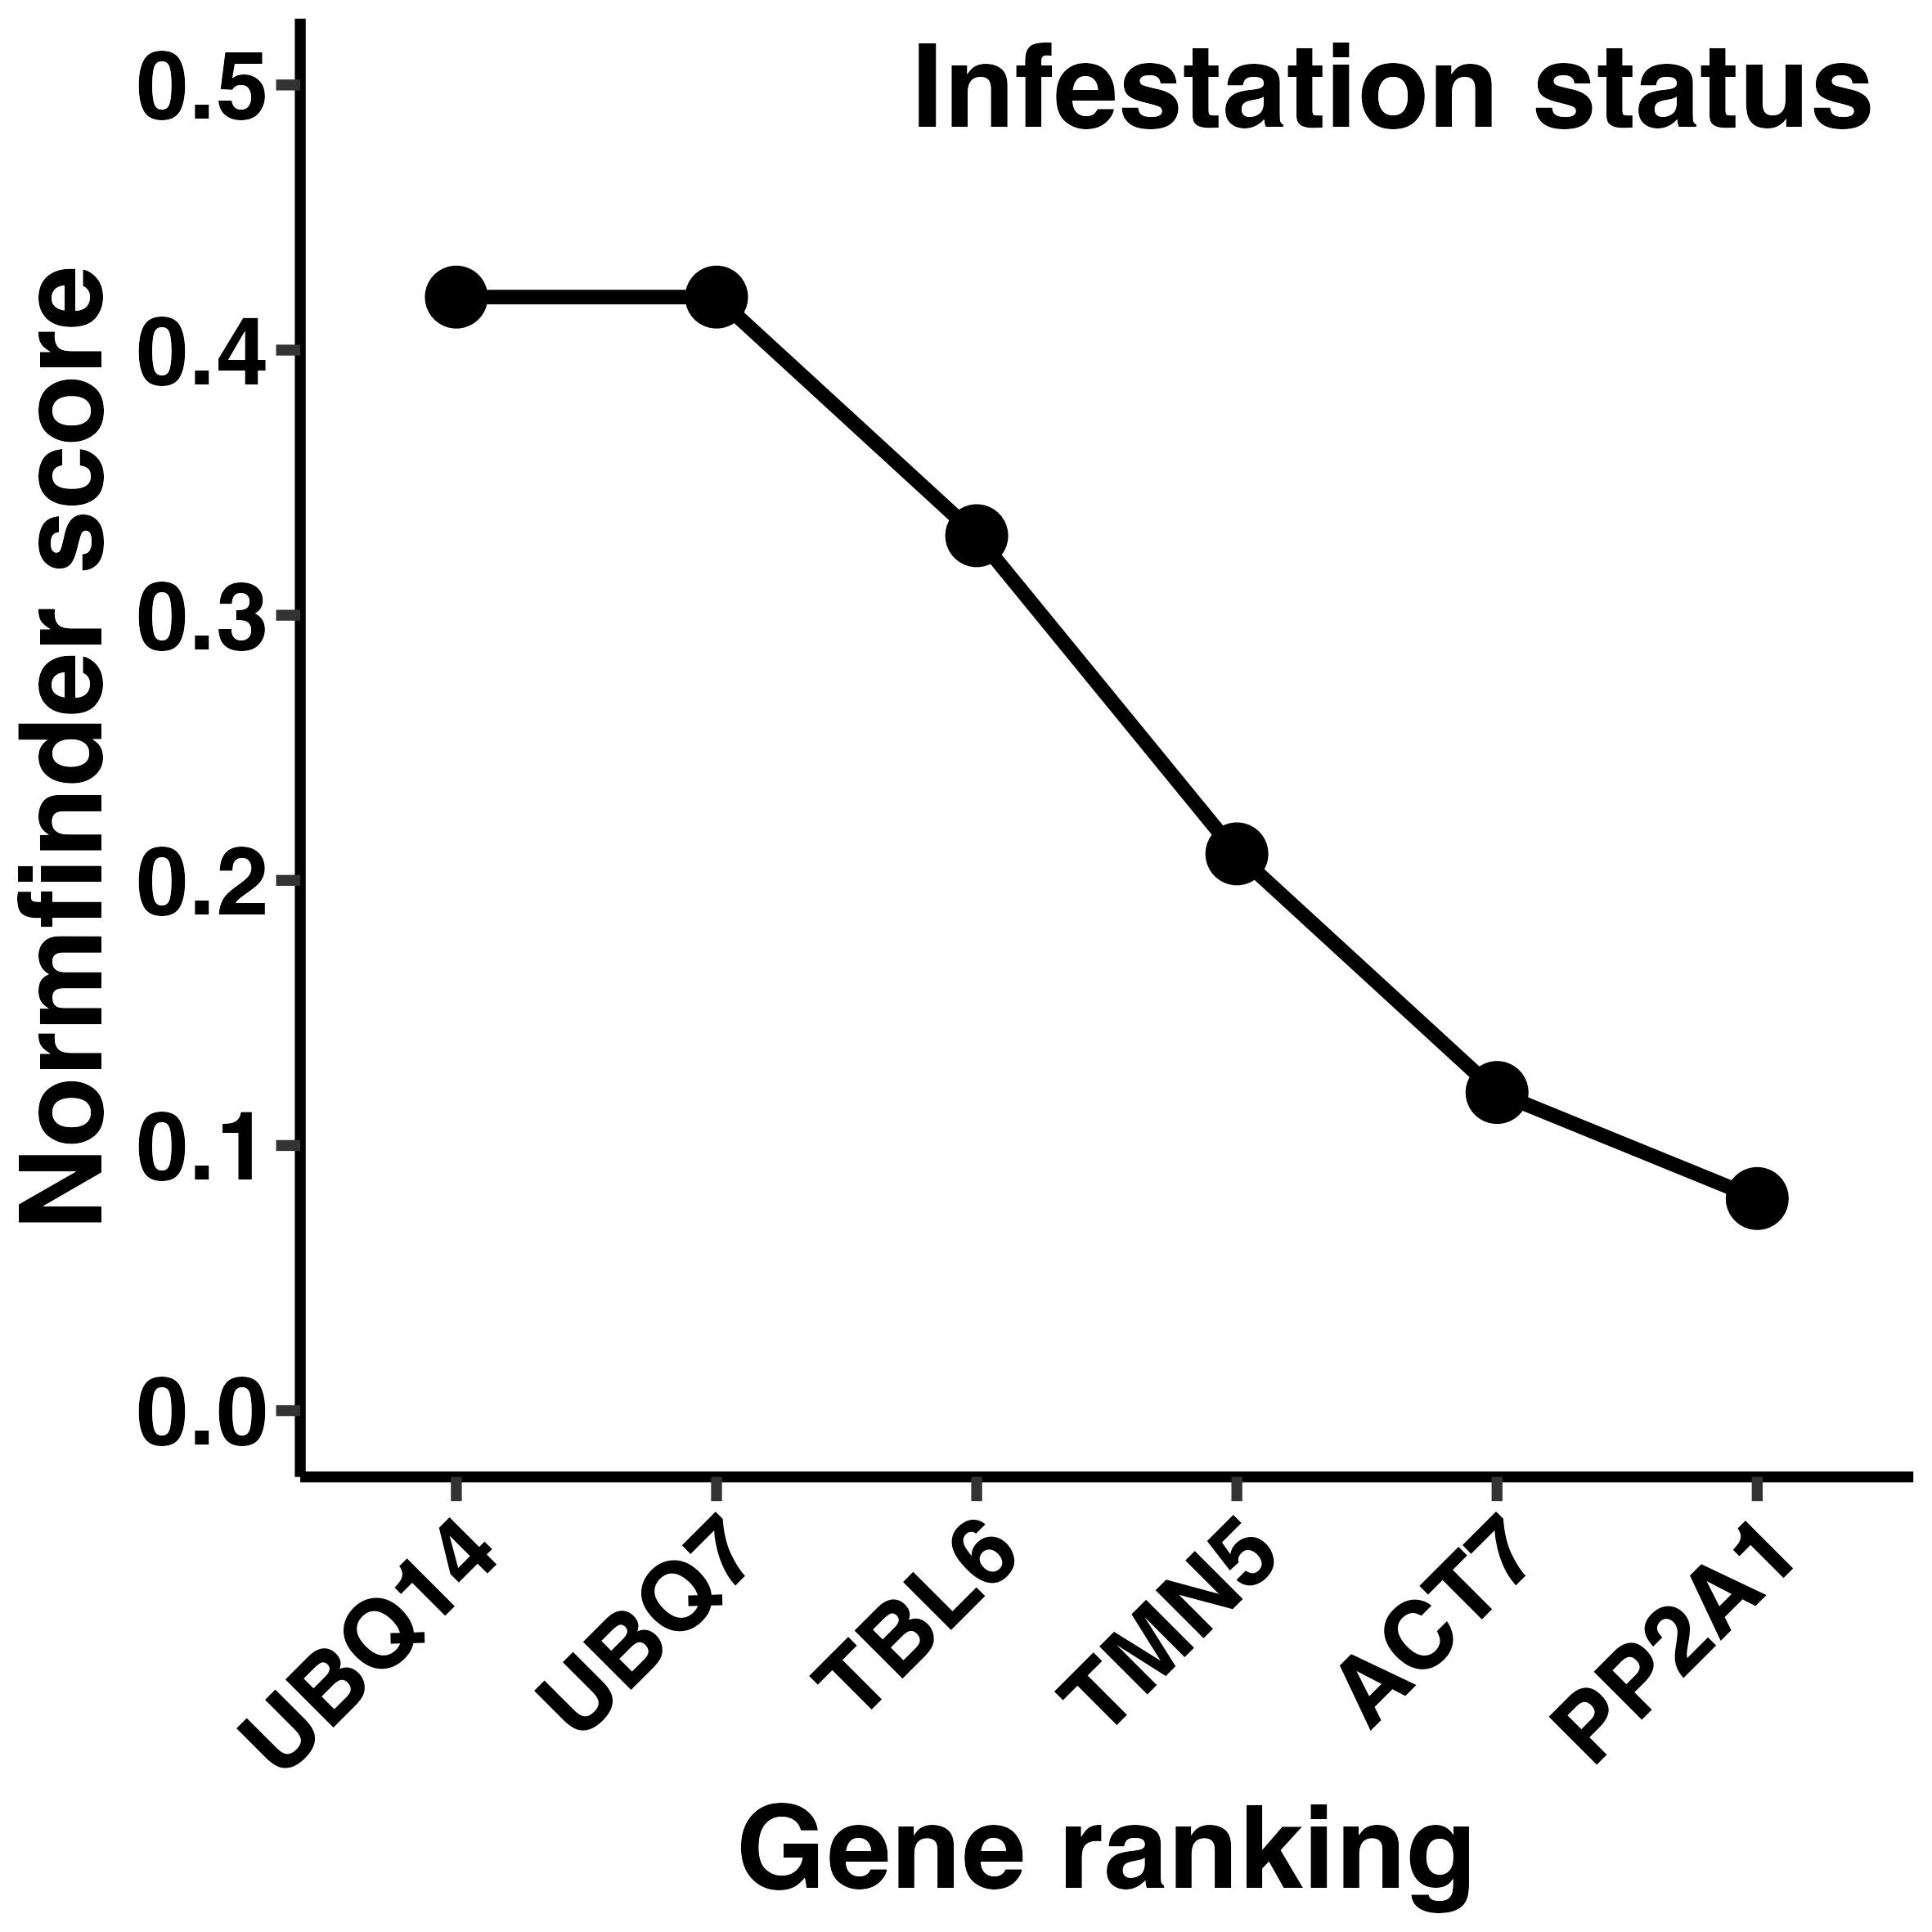 Infestation status
Normfinder score
0.5
0.4
0.3
0.2
0.1
0.0
UBQ14
UBQ7
TBL6
TMN5
ACT7
PP2A1
Gene ranking